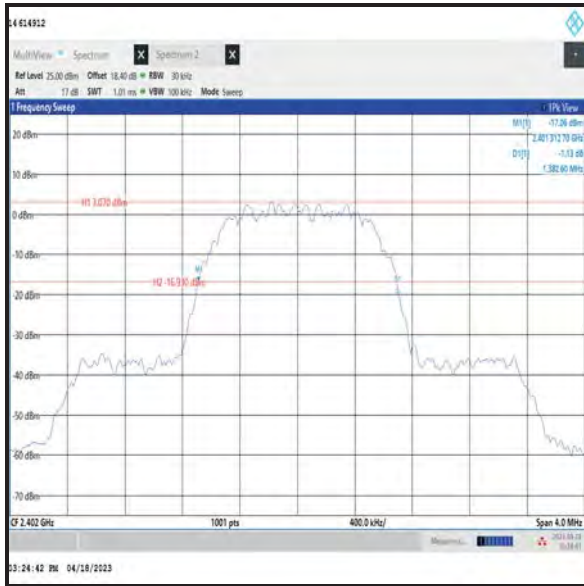 14 614912
MultiView Spectrum X Spectrum 2 X
Ref Level 25.00 dBm Offset 18.40 dB RBW 30 kHz
Att 17 dB SWT 1.01 ms VBW 100 kHz Mode Sweep
1 Frequency Sweep 1Pk View
M1[1] -17.06 dBm
2.401 312 70 GHz
D1[1] -1.13 dB
1.382 60 MHz
20 dBm
10 dBm
H1 3.070 dBm
0 dBm
-10 dBm
M1
H2 -16.930 dBm
-20 dBm
-30 dBm
-40 dBm
-50 dBm
-60 dBm
-70 dBm
CF 2.402 GHz 1001 pts 400.0 kHz/ Span 4.0 MHz
03:24:42 PM 04/18/2023